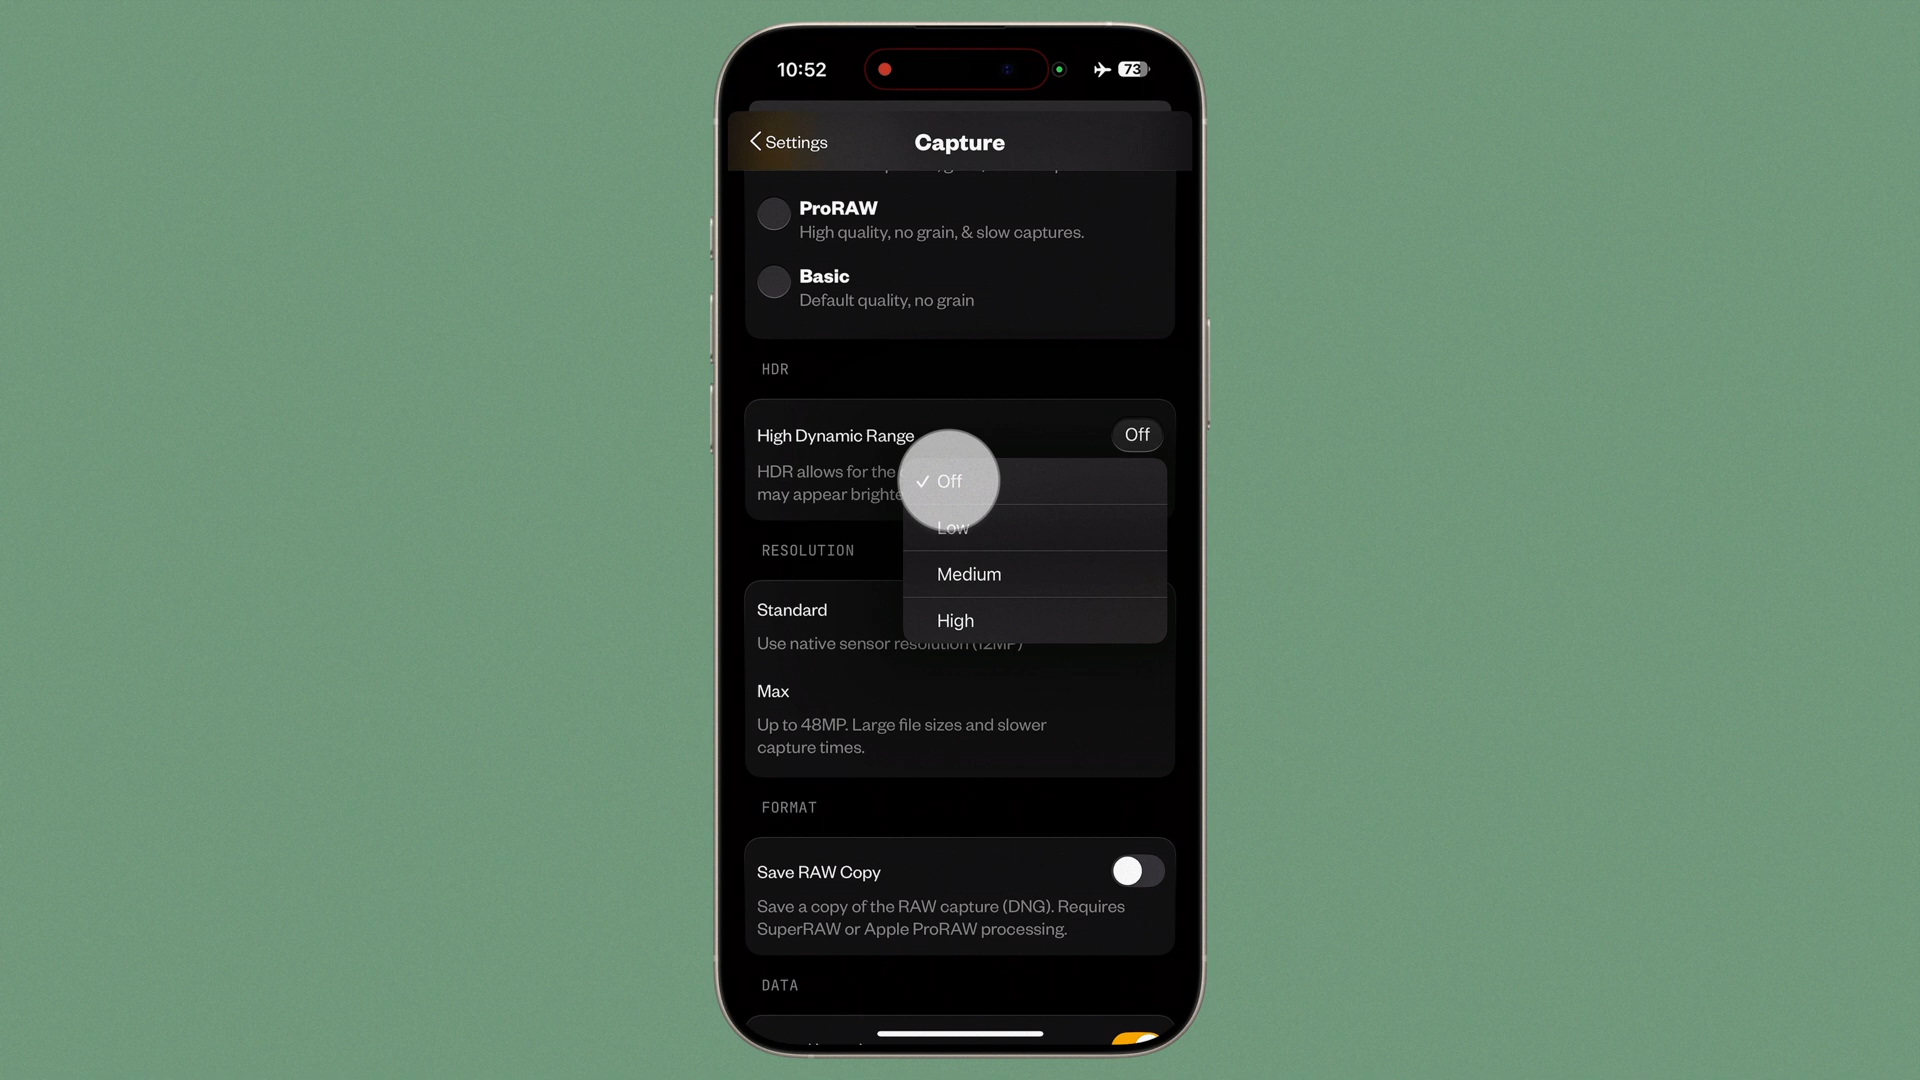 10:52
73
Settings
Capture
ProRAW
High quality, no grain, & slow captures.
Basic
Default quality, no grain
HDR
High Dynamic Range
Off
HDR allows for the
may appear brighte
Off
Low
Medium
High
RESOLUTION
Standard
Use native sensor resolution (12MP)
Max
Up to 48MP. Large file sizes and slower
capture times.
FORMAT
Save RAW Copy
Save a copy of the RAW capture (DNG). Requires
SuperRAW or Apple ProRAW processing.
DATA